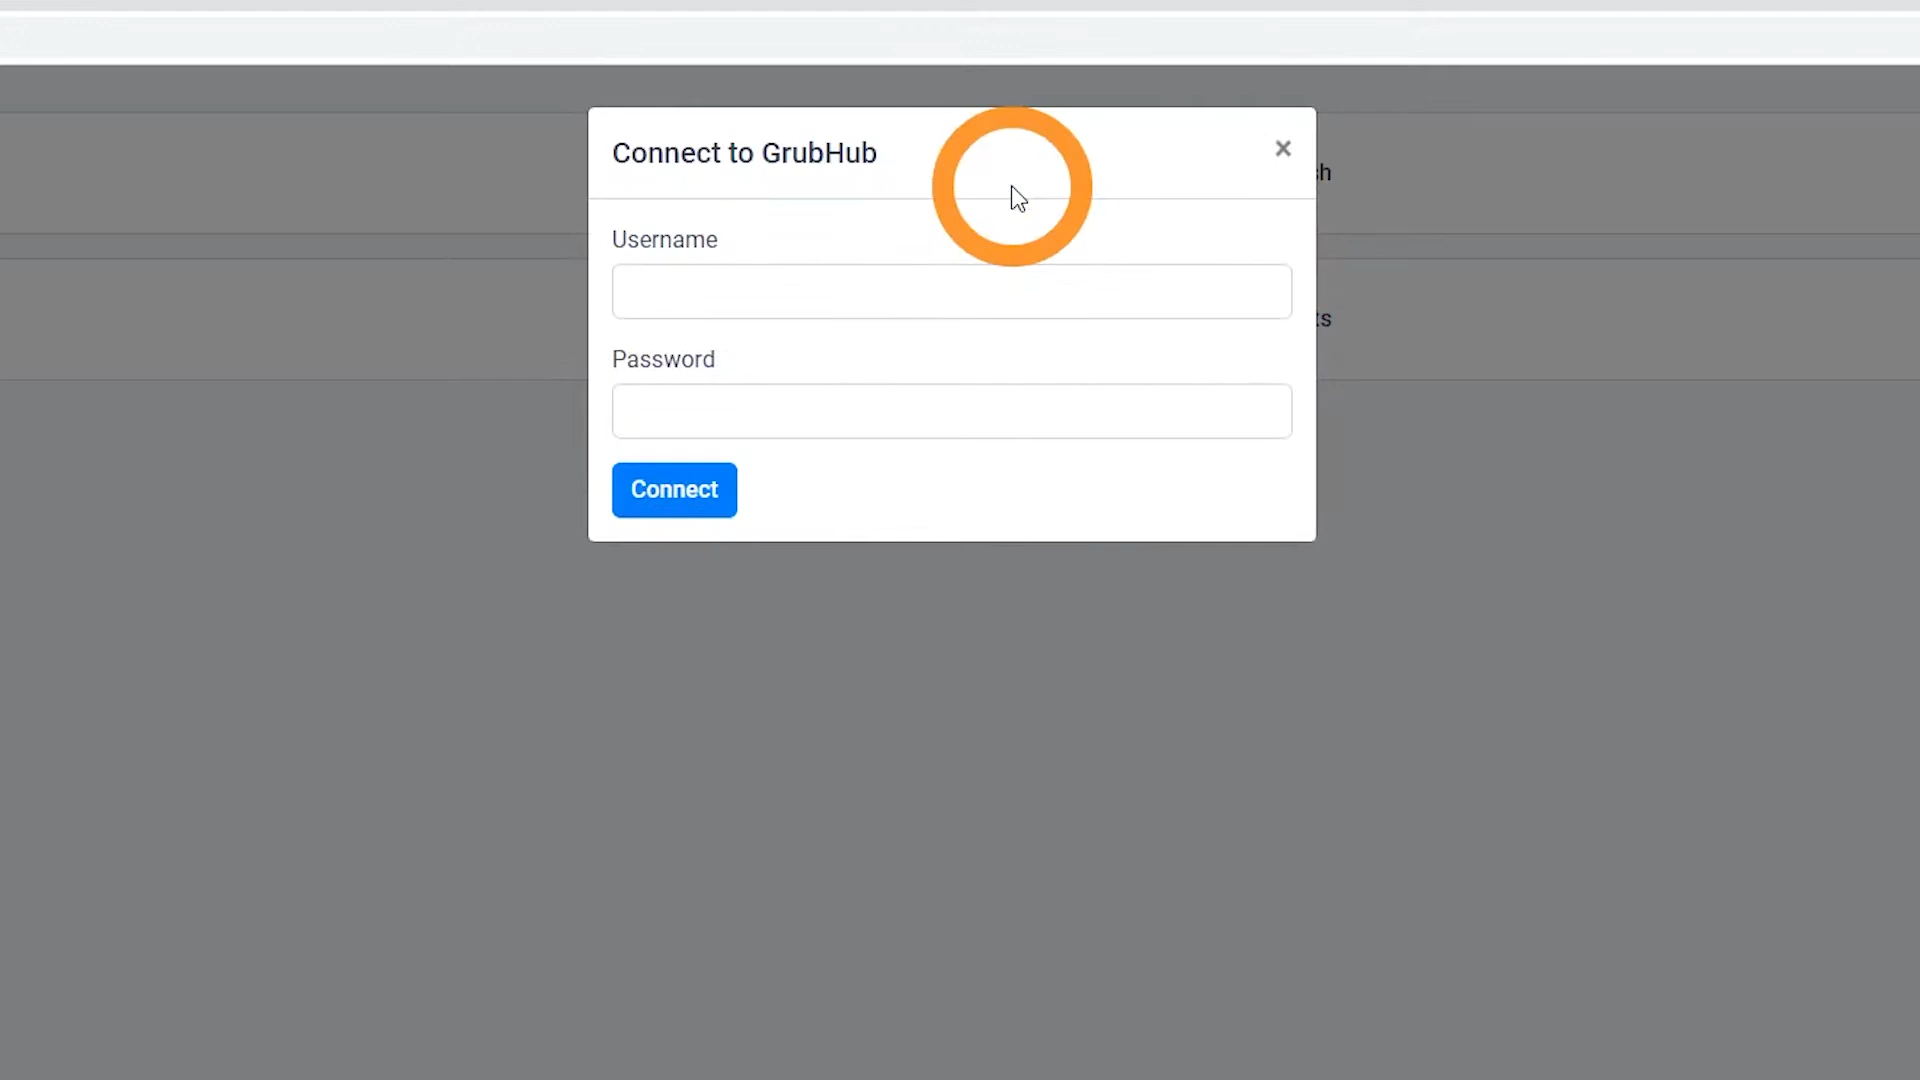 Connect to GrubHub
×
Username
Password
Connect